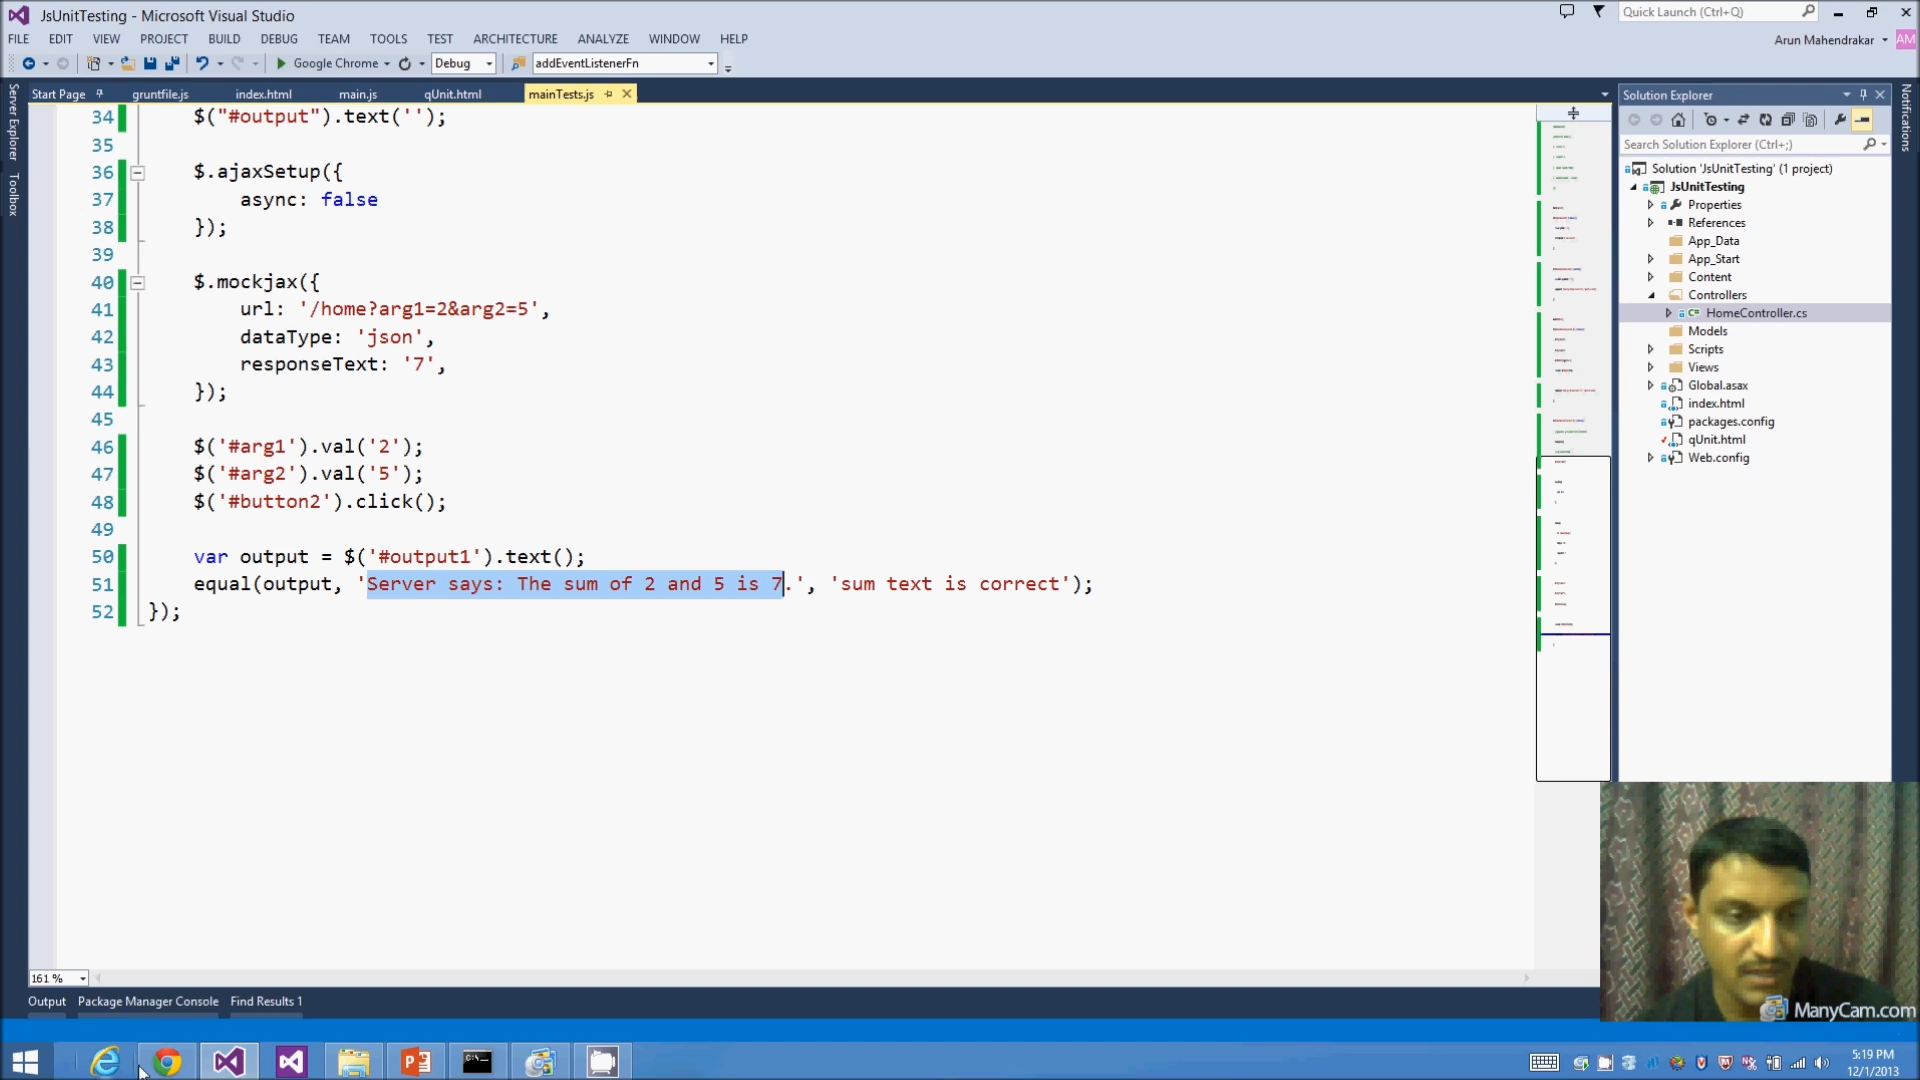 JsUnitTesting - Microsoft Visual Studio
Quick Launch (Ctrl+Q)
FILE EDIT VIEW PROJECT BUILD DEBUG TEAM TOOLS TEST ARCHITECTURE ANALYZE WINDOW HELP
Arun Mahendrakar AM
Google Chrome Debug addEventListenerFn
Server Explorer
Toolbox
Start Page gruntfile.js index.html main.js qUnit.html mainTests.js
34 $("#output").text('');
35
36 $.ajaxSetup({
37 async: false
38 });
39
40 $.mockjax({
41 url: '/home?arg1=2&arg2=5',
42 dataType: 'json',
43 responseText: '7',
44 });
45
46 $('#arg1').val('2');
47 $('#arg2').val('5');
48 $('#button2').click();
49
50 var output = $('#output1').text();
51 equal(output, 'Server says: The sum of 2 and 5 is 7.', 'sum text is correct');
52 });
161 %
Output Package Manager Console Find Results 1
Solution Explorer
Search Solution Explorer (Ctrl+;)
Solution 'JsUnitTesting' (1 project)
JsUnitTesting
Properties
References
App_Data
App_Start
Content
Controllers
HomeController.cs
Models
Scripts
Views
Global.asax
index.html
packages.config
qUnit.html
Web.config
Notifications
ManyCam.com
5:19 PM
12/1/2013